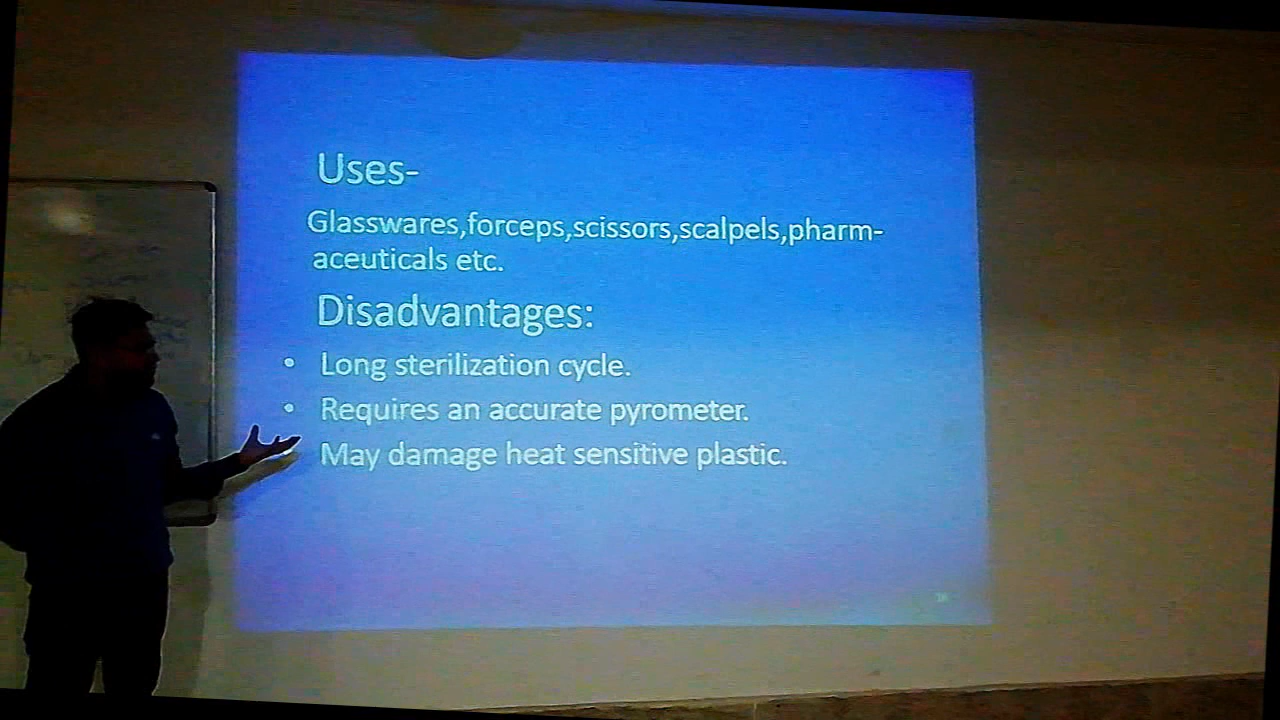 Uses-
Glasswares,forceps,scissors,scalpels,pharm-
aceuticals etc.
Disadvantages:
• Long sterilization cycle.
• Requires an accurate pyrometer.
May damage heat sensitive plastic.